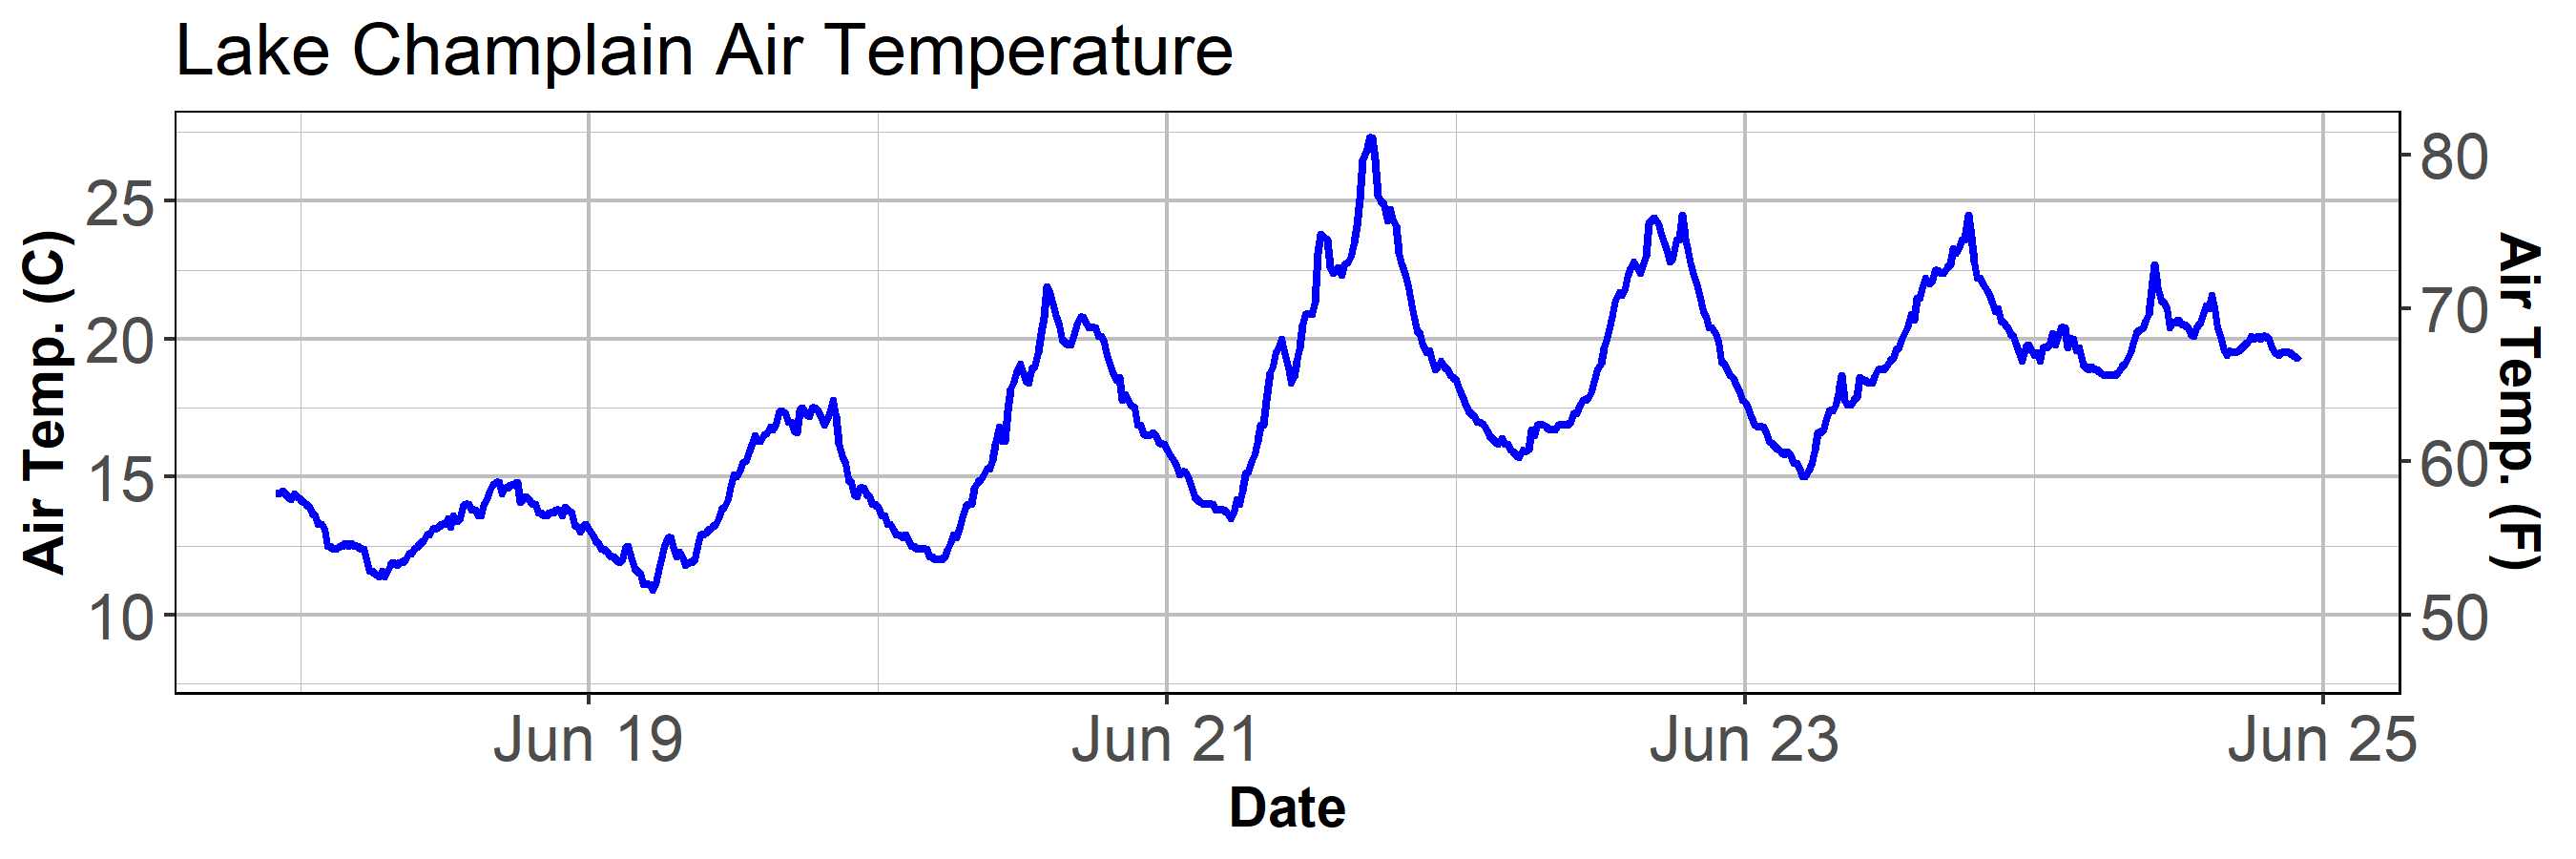 Lake Champlain Air Temperature
Air Temp. (C)
25
20
15
10
80
70
60
50
Air Temp. (F)
Jun 19
Jun 21
Jun 23
Jun 25
Date